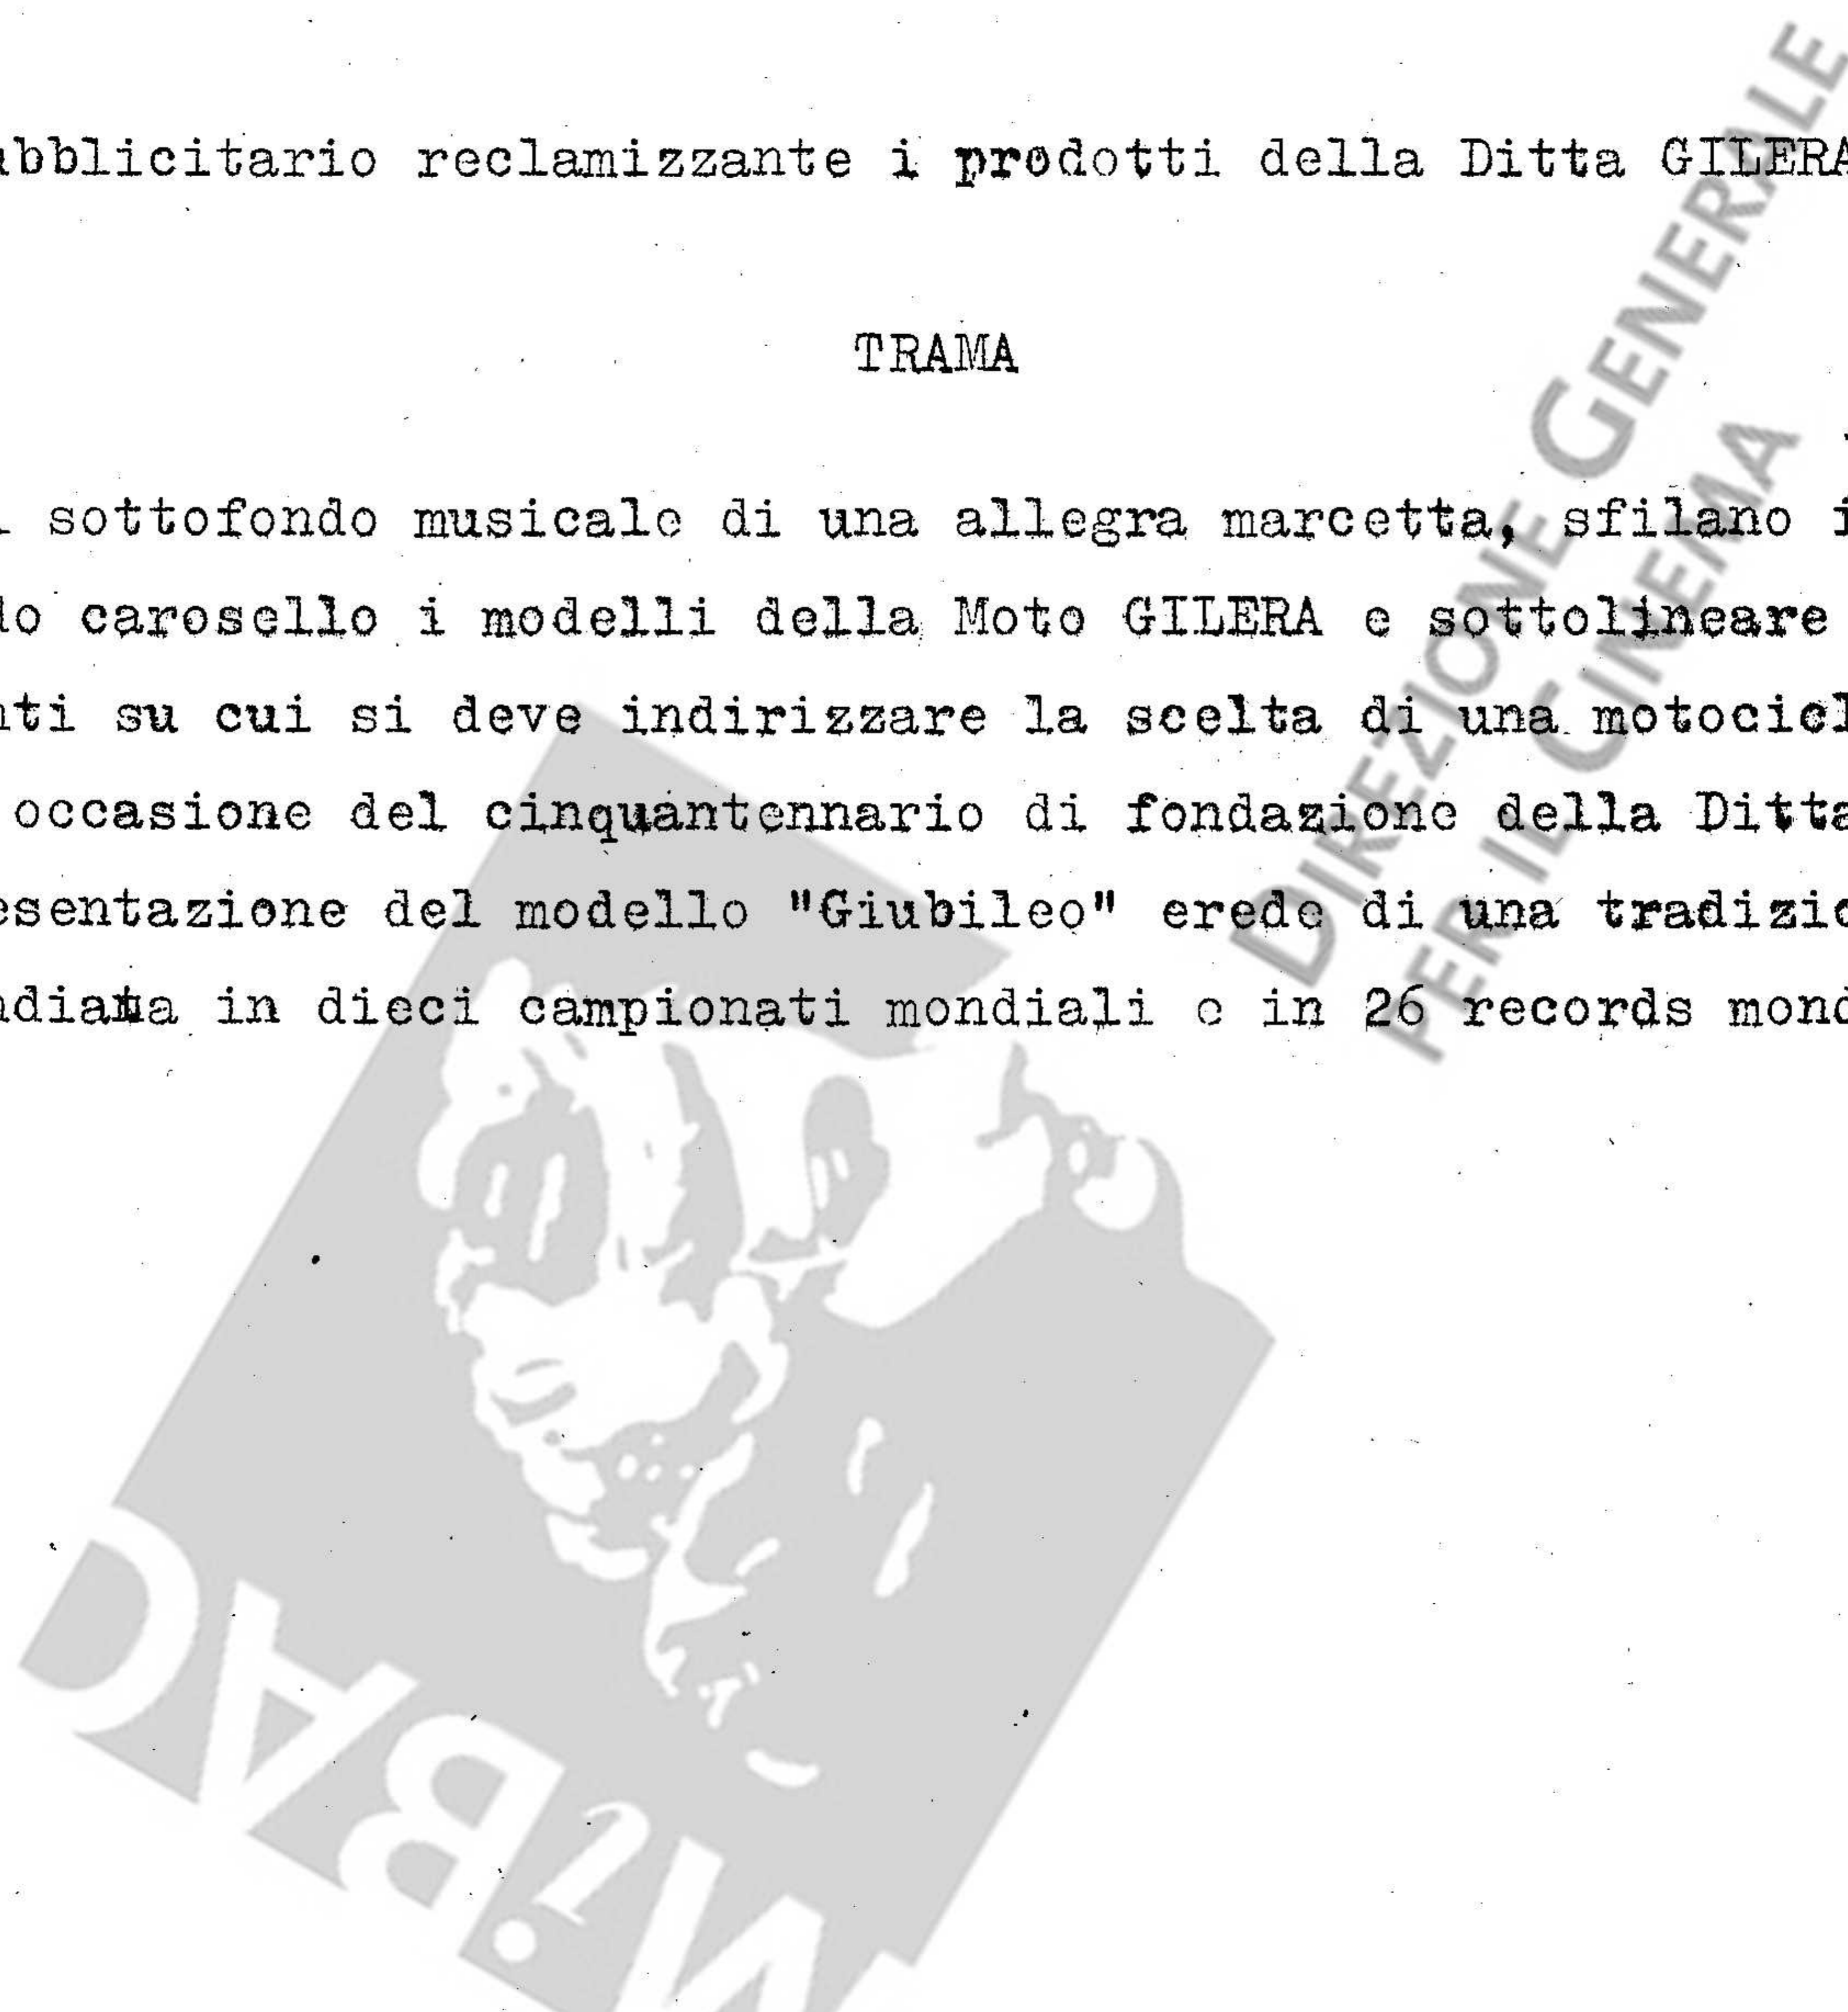 bblicitario reclamizzante i prodotti della Ditta GILERA
TRAMA
sottofondo musicale di una allegra marcetta, sfilano i
do carosello i modelli della Moto GILERA e sottolineare
nti su cui si deve indirizzare la scelta di una motocicl
occasione del cinquantennario di fondazione della Ditta
esentazione del modello "Giubileo" erede di una tradizio
in dieci campionati mondiali e in 26 records mond
DIREZIONE GENERALE
PER IL CINEMA
MiBAC